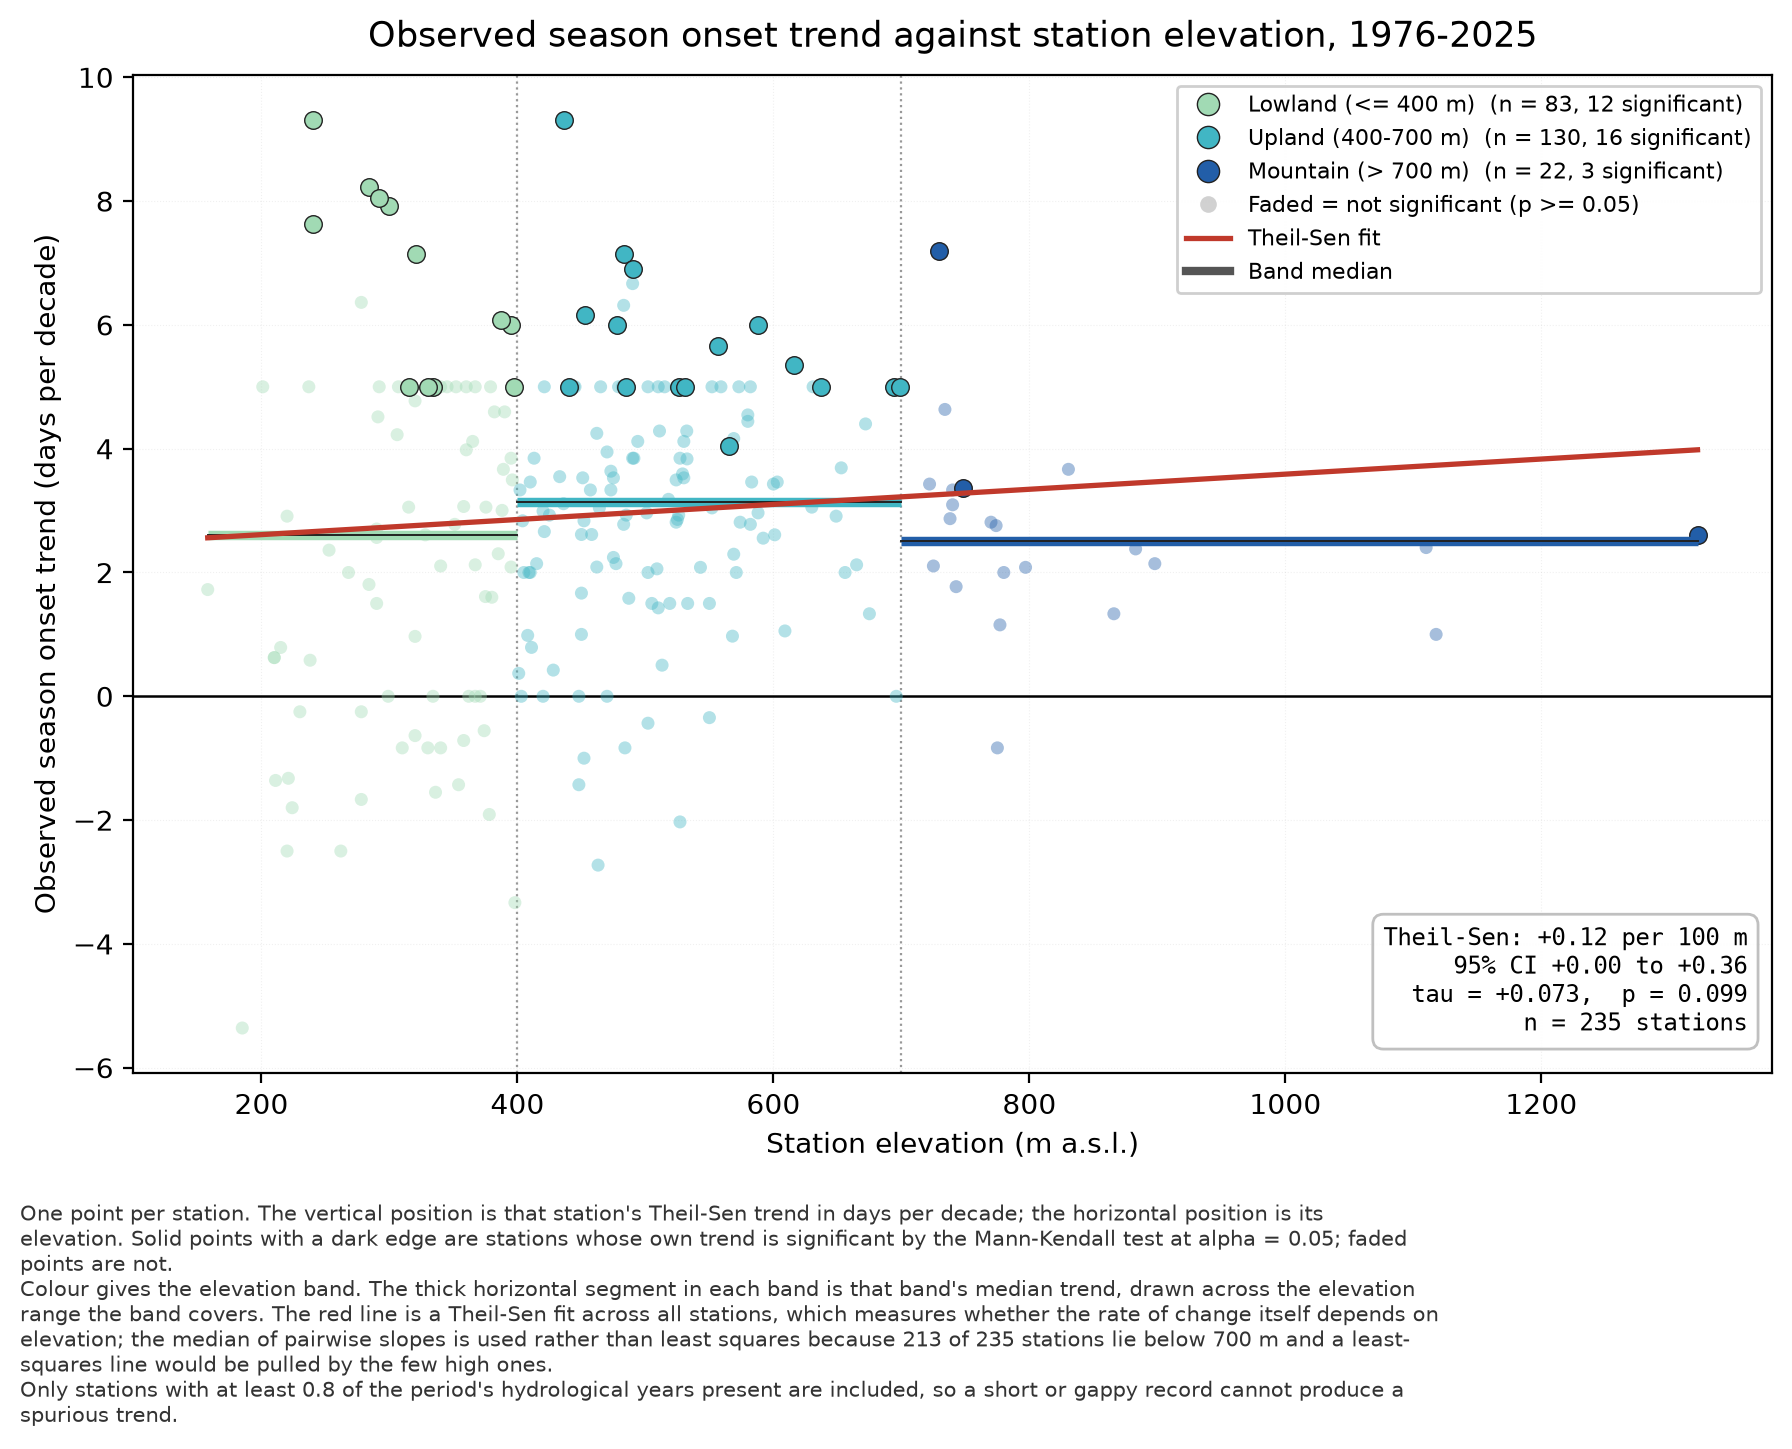 Observed season onset trend against station elevation, 1976-2025
Observed season onset trend (days per decade)
10
8
6
4
2
0
−2
−4
−6
Lowland (<= 400 m)  (n = 83, 12 significant)
Upland (400-700 m)  (n = 130, 16 significant)
Mountain (> 700 m)  (n = 22, 3 significant)
Faded = not significant (p >= 0.05)
Theil-Sen fit
Band median
Theil-Sen: +0.12 per 100 m
95% CI +0.00 to +0.36
tau = +0.073,  p = 0.099
n = 235 stations
200
400
600
800
1000
1200
Station elevation (m a.s.l.)
One point per station. The vertical position is that station's Theil-Sen trend in days per decade; the horizontal position is its
elevation. Solid points with a dark edge are stations whose own trend is significant by the Mann-Kendall test at alpha = 0.05; faded
points are not.
Colour gives the elevation band. The thick horizontal segment in each band is that band's median trend, drawn across the elevation
range the band covers. The red line is a Theil-Sen fit across all stations, which measures whether the rate of change itself depends on
elevation; the median of pairwise slopes is used rather than least squares because 213 of 235 stations lie below 700 m and a least-
squares line would be pulled by the few high ones.
Only stations with at least 0.8 of the period's hydrological years present are included, so a short or gappy record cannot produce a
spurious trend.